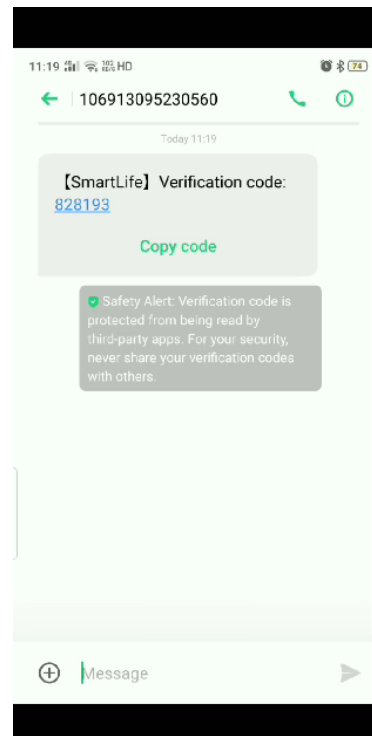 11:19 HD 74
106913095230560
Today 11:19
【SmartLife】Verification code:
828193
Copy code
Safety Alert: Verification code is
protected from being read by
third-party apps. For your security,
never share your verification codes
with others.
Message